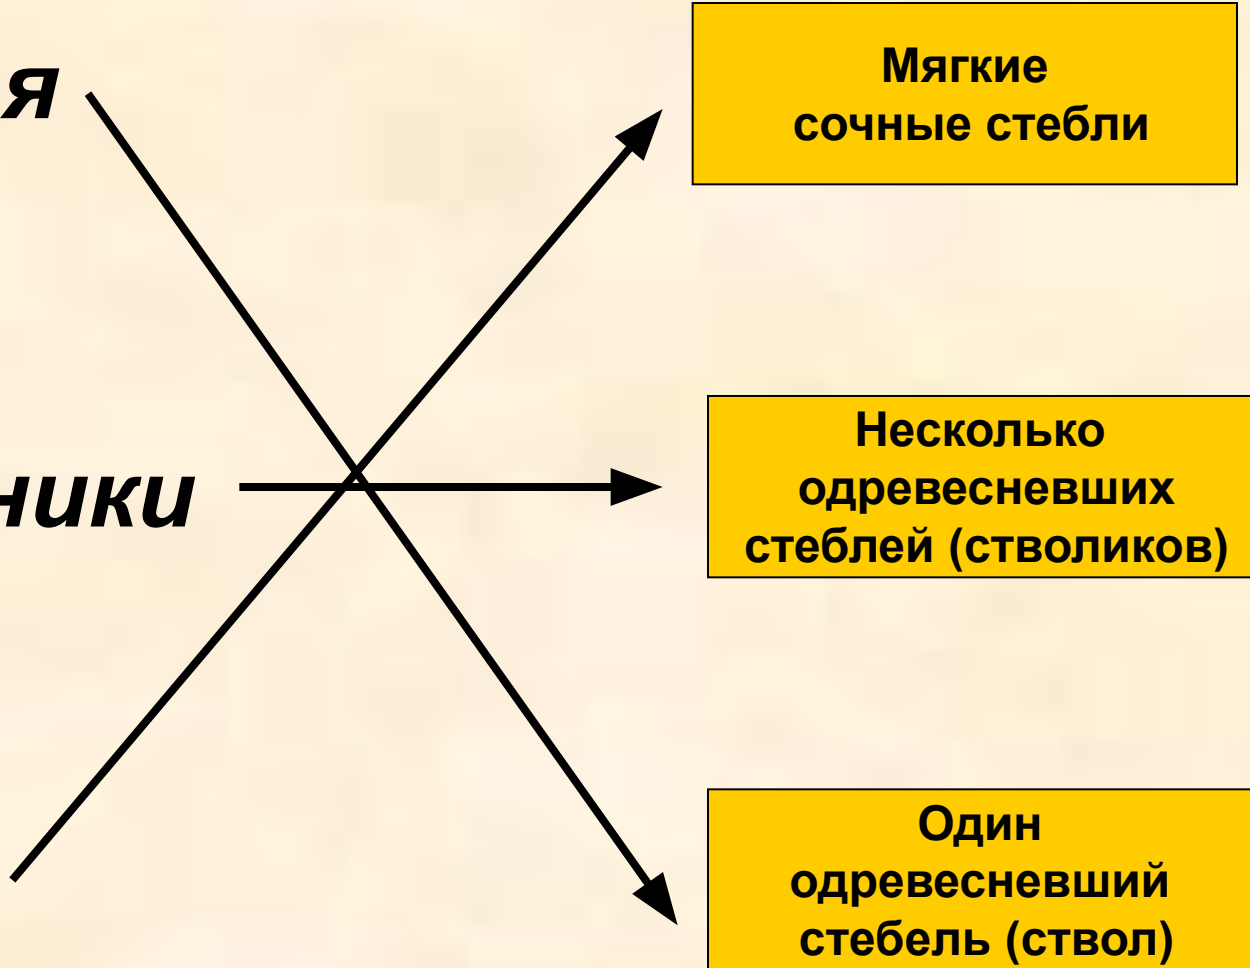 я
Мягкие
сочные стебли
ники
Несколько
одревесневших
стеблей (стволиков)
Один
одревесневший
стебель (ствол)